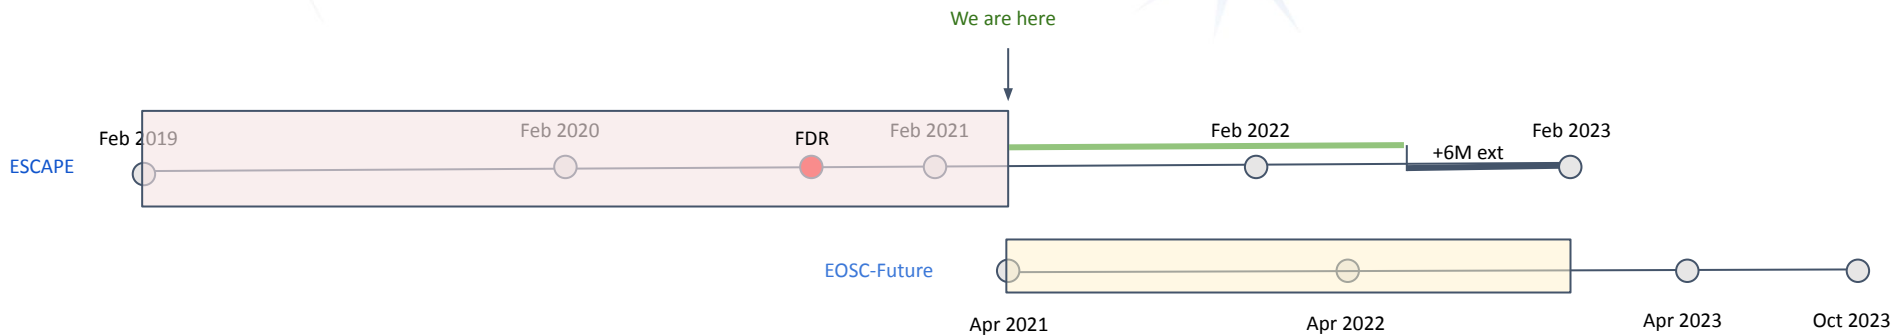 We are here
Feb 2019
Feb 2020
FDR
Feb 2021
Feb 2022
+6M ext
Feb 2023
ESCAPE
EOSC-Future
Apr 2021
Apr 2022
Apr 2023
Oct 2023